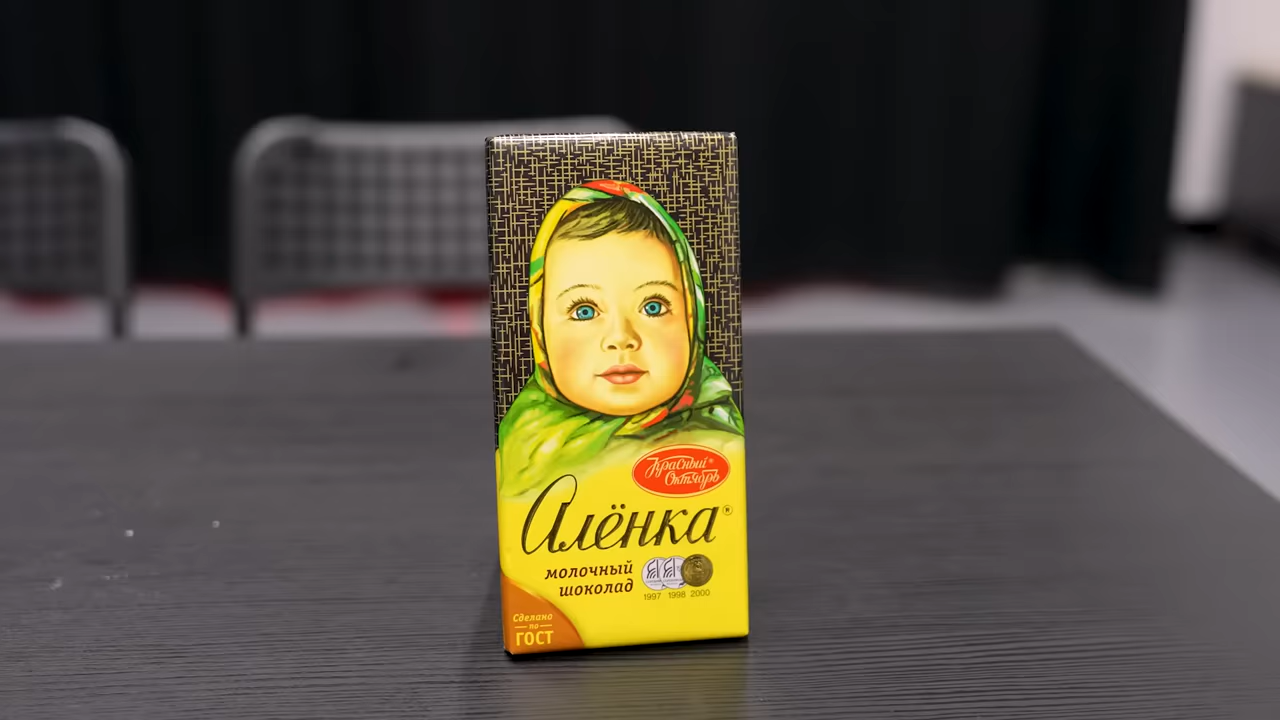 Красный®
Октябрь
Алёнка®
молочный
шоколад
1997 1998 2000
Сделано
по
ГОСТ